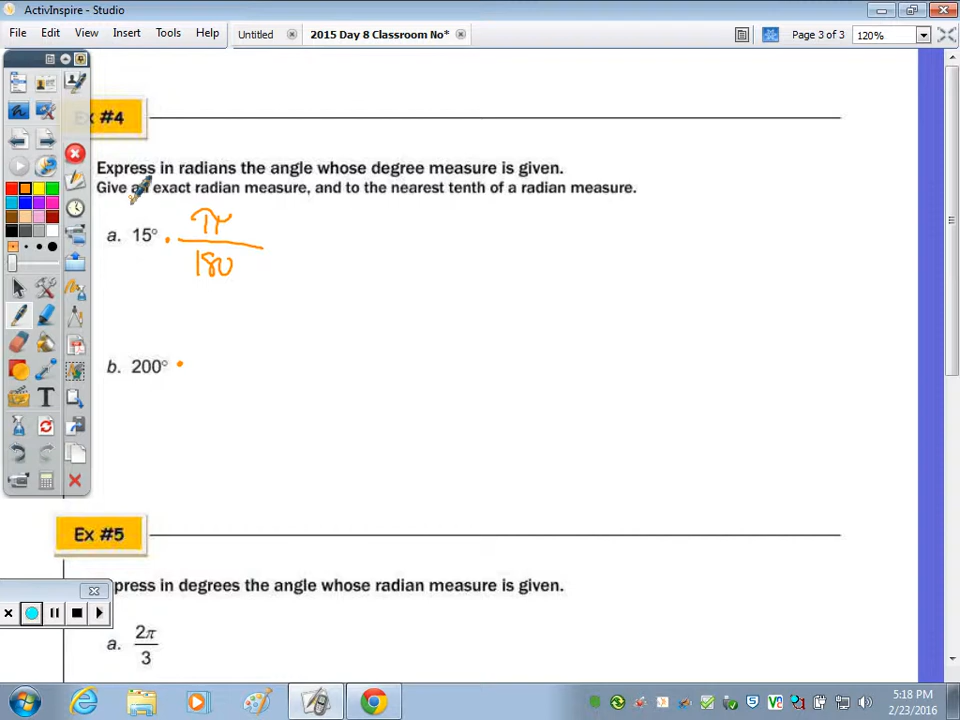 ActivInspire - Studio
File Edit View Insert Tools Help Untitled 2015 Day 8 Classroom No* Page 3 of 3 120%
Ex #4
Express in radians the angle whose degree measure is given.
Give an exact radian measure, and to the nearest tenth of a radian measure.
a. 15° · π
180
b. 200° ·
Ex #5
press in degrees the angle whose radian measure is given.
a. 2π
3
5:18 PM
2/23/2016